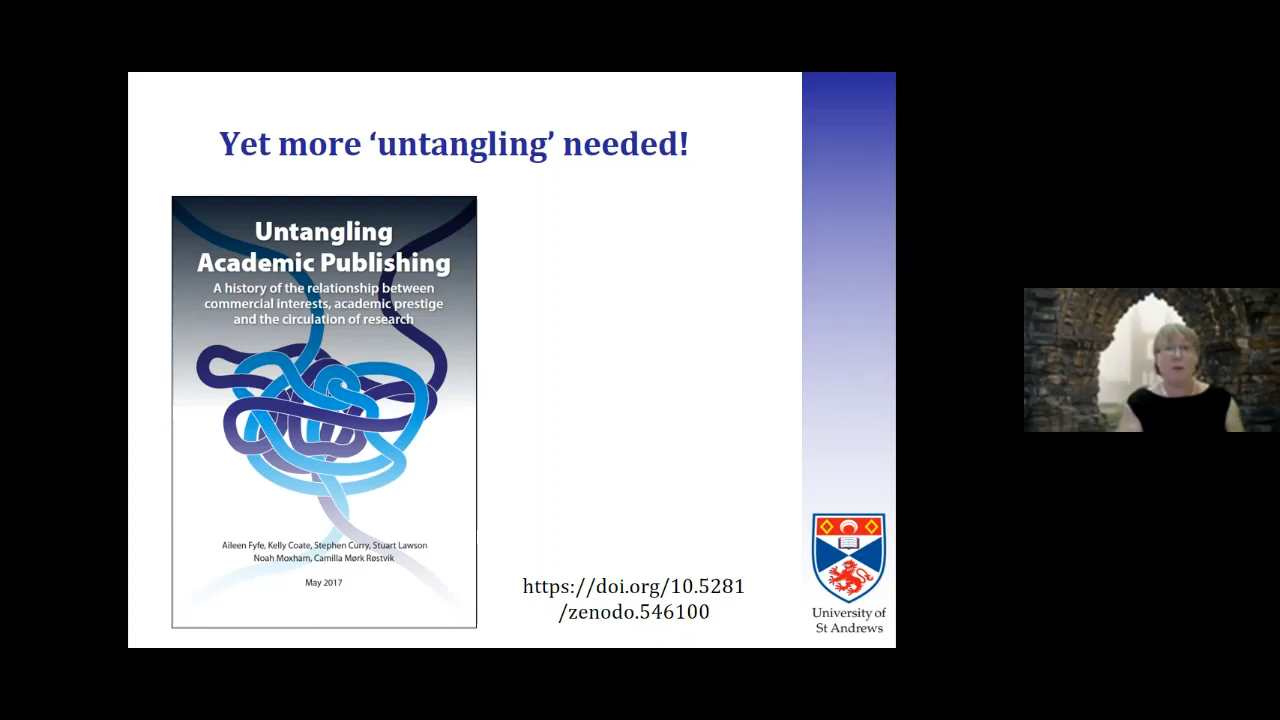 Yet more ‘untangling’ needed!
Untangling
Academic Publishing
A history of the relationship between
commercial interests, academic prestige
and the circulation of research
Aileen Fyfe, Kelly Coate, Stephen Curry, Stuart Lawson
Noah Moxham, Camilla Mørk Røstvik
May 2017
https://doi.org/10.5281
/zenodo.546100
University of
St Andrews